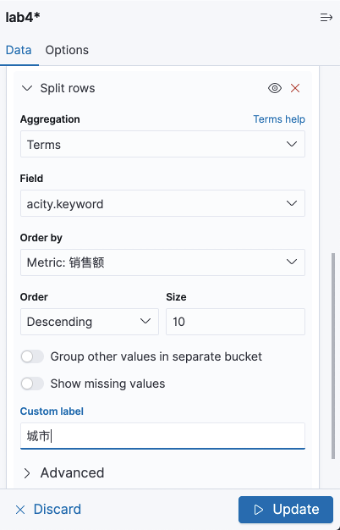 lab4*
Data Options
Split rows
Aggregation Terms help
Terms
Field
acity.keyword
Order by
Metric: 销售额
Order Size
Descending 10
Group other values in separate bucket
Show missing values
Custom label
城市
Advanced
Discard Update